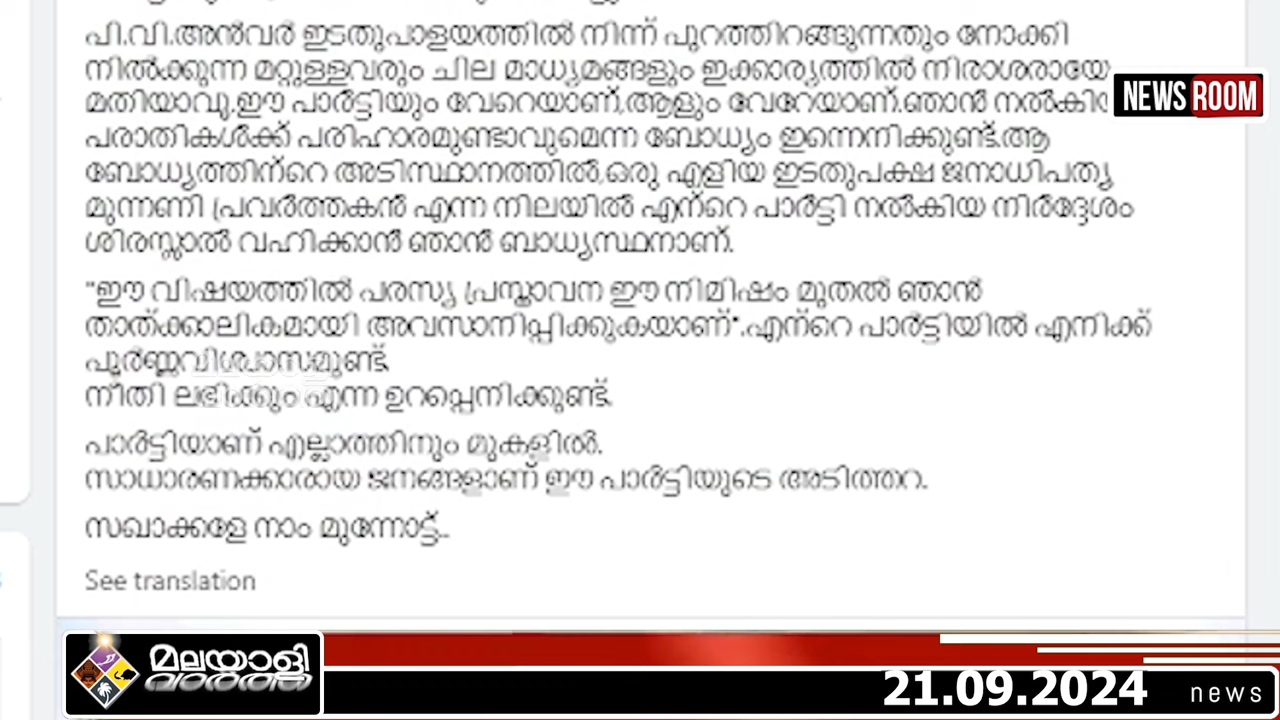 പി.വി.അൻവർ ഇടതുപാളയത്തിൽ നിന്ന് പുറത്തിറങ്ങുന്നതും നോക്കി
നിൽക്കുന്ന മറ്റുള്ളവരും ചില മാധ്യമങ്ങളും ഇക്കാര്യത്തിൽ നിരാശരായേ
മതിയാവൂ.ഈ പാർട്ടിയും വേറെയാണ്,ആളും വേറേയാണ്.ഞാൻ
NEWS ROOM
പരാതികൾക്ക് പരിഹാരമുണ്ടാവുമെന്ന ബോധ്യം ഇന്നെനിക്കുണ്ട്.ആ
ബോധ്യത്തിന്റെ അടിസ്ഥാനത്തിൽ,ഒരു എളിയ ഇടതുപക്ഷ ജനാധിപത്യ
മുന്നണി പ്രവർത്തകൻ എന്ന നിലയിൽ എന്റെ പാർട്ടി നൽകിയ നിർദ്ദേശം
ശിരസ്സാൽ വഹിക്കാൻ ഞാൻ ബാധ്യസ്ഥനാണ്.
"ഈ വിഷയത്തിൽ പരസ്യ പ്രസ്താവന ഈ നിമിഷം മുതൽ ഞാൻ
താത്ക്കാലികമായി അവസാനിപ്പിക്കുകയാണ്".എന്റെ പാർട്ടിയിൽ എനിക്ക്
പൂർണ്ണവിശ്വാസമുണ്ട്.
നീതി ലഭിക്കും എന്ന ഉറപ്പെനിക്കുണ്ട്.
പാർട്ടിയാണ് എല്ലാത്തിനും മുകളിൽ.
സാധാരണക്കാരായ ജനങ്ങളാണ് ഈ പാർട്ടിയുടെ അടിത്തറ.
സഖാക്കളേ നാം മുന്നോട്ട്..
See translation
മലയാളി
വാർത്ത
21.09.2024
news